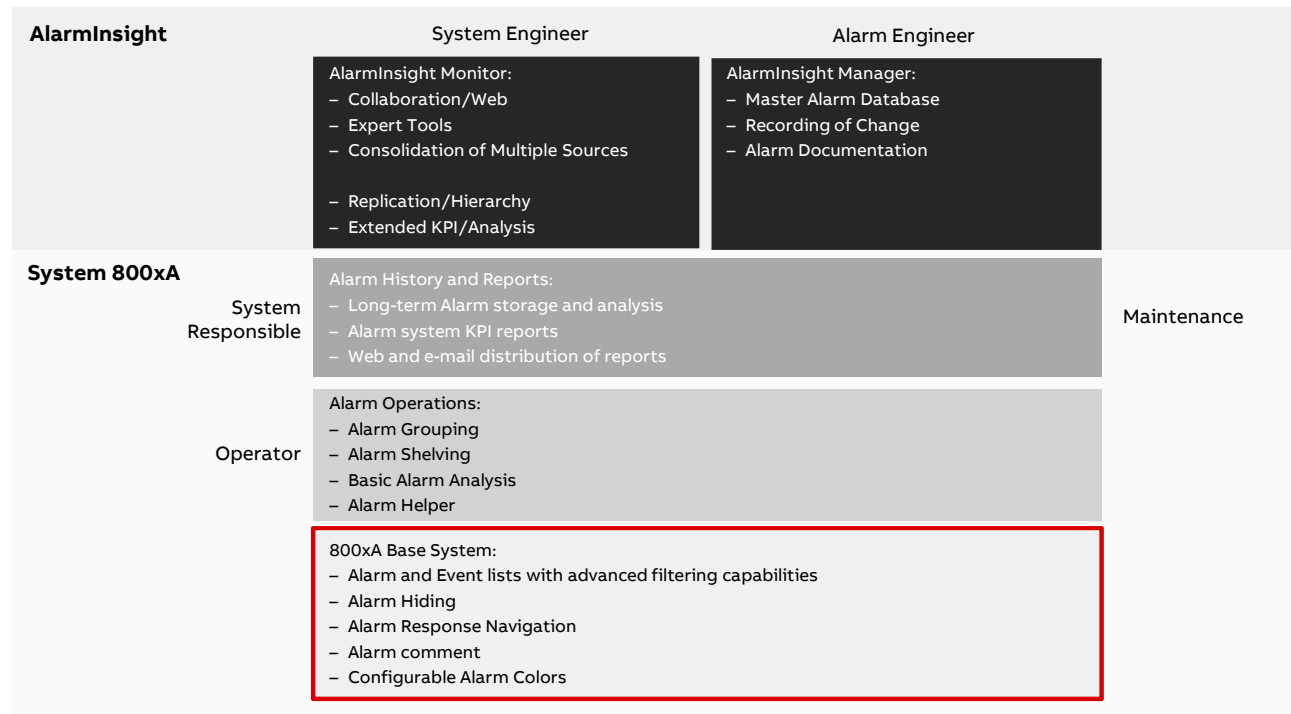 AlarmInsight
System Engineer
Alarm Engineer
AlarmInsight Monitor:
– Collaboration/Web
– Expert Tools
– Consolidation of Multiple Sources
– Replication/Hierarchy
– Extended KPI/Analysis
AlarmInsight Manager:
– Master Alarm Database
– Recording of Change
– Alarm Documentation
System 800xA
System
Responsible
Alarm History and Reports:
– Long-term Alarm storage and analysis
– Alarm system KPI reports
– Web and e-mail distribution of reports
Maintenance
Operator
Alarm Operations:
– Alarm Grouping
– Alarm Shelving
– Basic Alarm Analysis
– Alarm Helper
800xA Base System:
– Alarm and Event lists with advanced filtering capabilities
– Alarm Hiding
– Alarm Response Navigation
– Alarm comment
– Configurable Alarm Colors